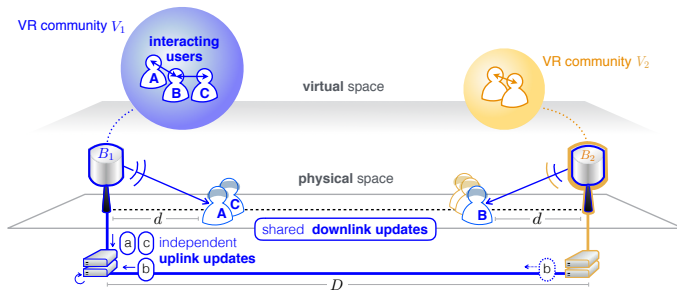 VR community V1
interacting
users
A
B
C
VR community V2
virtual space
B1
B2
physical space
A
C
B
d
d
shared downlink updates
a
c
independent
uplink updates
b
b
D